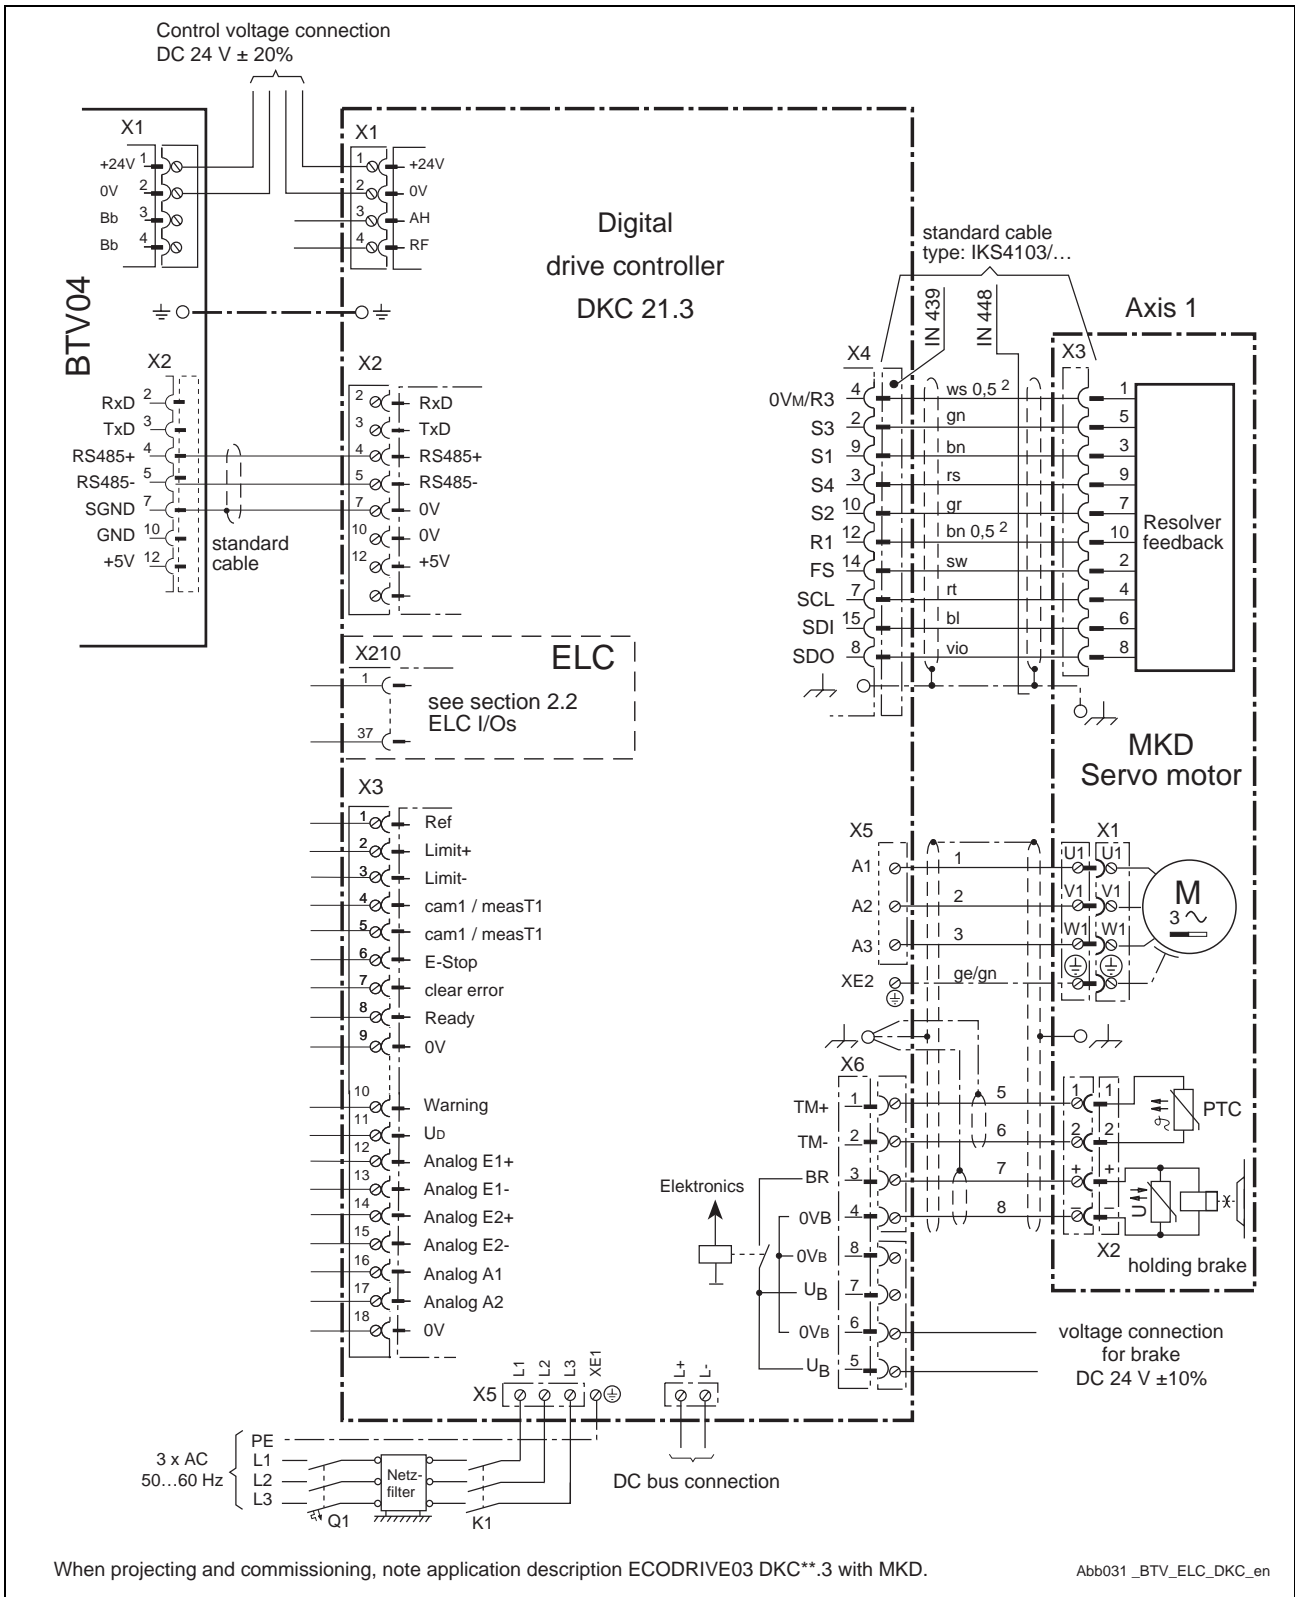 Control voltage connection
DC 24 V ± 20%
BTV04
X1
+24V 1
0V 2
Bb 3
Bb 4
X2
RxD 2
TxD 3
RS485+ 4
RS485- 5
SGND 7
GND 10
+5V 12
standard
cable
X1
1 +24V
2 0V
3 AH
4 RF
Digital
drive controller
DKC 21.3
X2
2 RxD
3 TxD
4 RS485+
5 RS485-
7 0V
10 0V
12 +5V
X210
ELC
1
37
see section 2.2
ELC I/Os
X3
1 Ref
2 Limit+
3 Limit-
4 cam1 / measT1
5 cam1 / measT1
6 E-Stop
7 clear error
8 Ready
9 0V
10 Warning
11 UD
12 Analog E1+
13 Analog E1-
14 Analog E2+
15 Analog E2-
16 Analog A1
17 Analog A2
18 0V
standard cable
type: IKS4103/…
IN 439
IN 448
Axis 1
X4
X3
0VM/R3 4 ws 0,5 2 1
S3 2 gn 5
S1 9 bn 3
S4 3 rs 9
S2 10 gr 7
R1 12 bn 0,5 2 10
FS 14 sw 2
SCL 7 rt 4
SDI 15 bl 6
SDO 8 vio 8
Resolver
feedback
MKD
Servo motor
X5
X1
A1 1 U1 U1
A2 2 V1 V1
A3 3 W1 W1
XE2 ge/gn
M
3
X6
TM+ 1 5 1 1
TM- 2 6 2 2
BR 3 7 + +
0VB 4 8 – –
0VB 8
UB 7
0VB 6
UB 5
PTC
ϑ
U
X2
holding brake
Elektronics
voltage connection
for brake
DC 24 V ±10%
X5
L1
L2
L3
XE1
L+
L-
DC bus connection
3 x AC
50…60 Hz
PE
L1
L2
L3
Q1
Netz-
filter
K1
When projecting and commissioning, note application description ECODRIVE03 DKC**.3 with MKD.
Abb031 _BTV_ELC_DKC_en